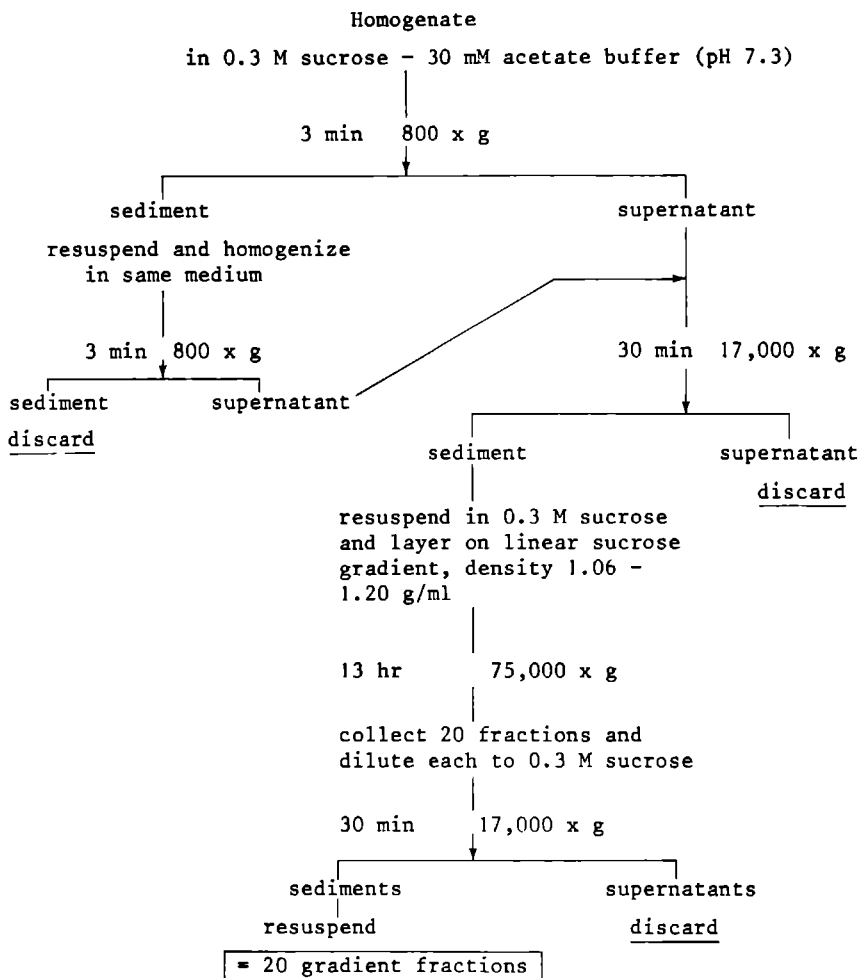 Homogenate
in 0.3 M sucrose - 30 mM acetate buffer (pH 7.3)
3 min 800 x g
sediment
supernatant
resuspend and homogenize
in same medium
3 min 800 x g
30 min 17,000 x g
sediment
supernatant
discard
sediment
supernatant
discard
resuspend in 0.3 M sucrose
and layer on linear sucrose
gradient, density 1.06 -
1.20 g/ml
13 hr 75,000 x g
collect 20 fractions and
dilute each to 0.3 M sucrose
30 min 17,000 x g
sediments
supernatants
resuspend
discard
= 20 gradient fractions